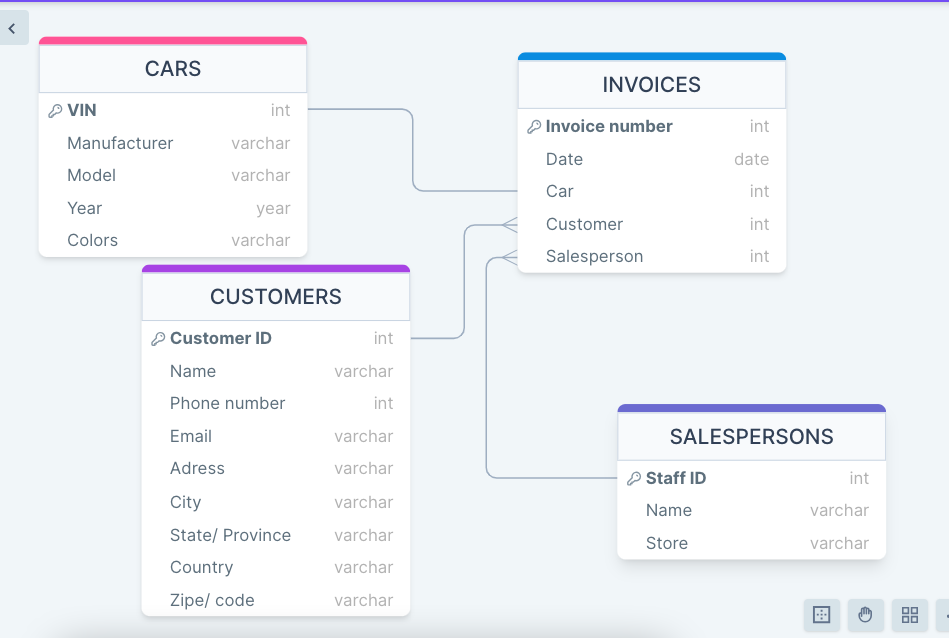 CARS
VIN int
Manufacturer varchar
Model varchar
Year year
Colors varchar
INVOICES
Invoice number int
Date date
Car int
Customer int
Salesperson int
CUSTOMERS
Customer ID int
Name varchar
Phone number int
Email varchar
Adress varchar
City varchar
State/ Province varchar
Country varchar
Zipe/ code varchar
SALESPERSONS
Staff ID int
Name varchar
Store varchar